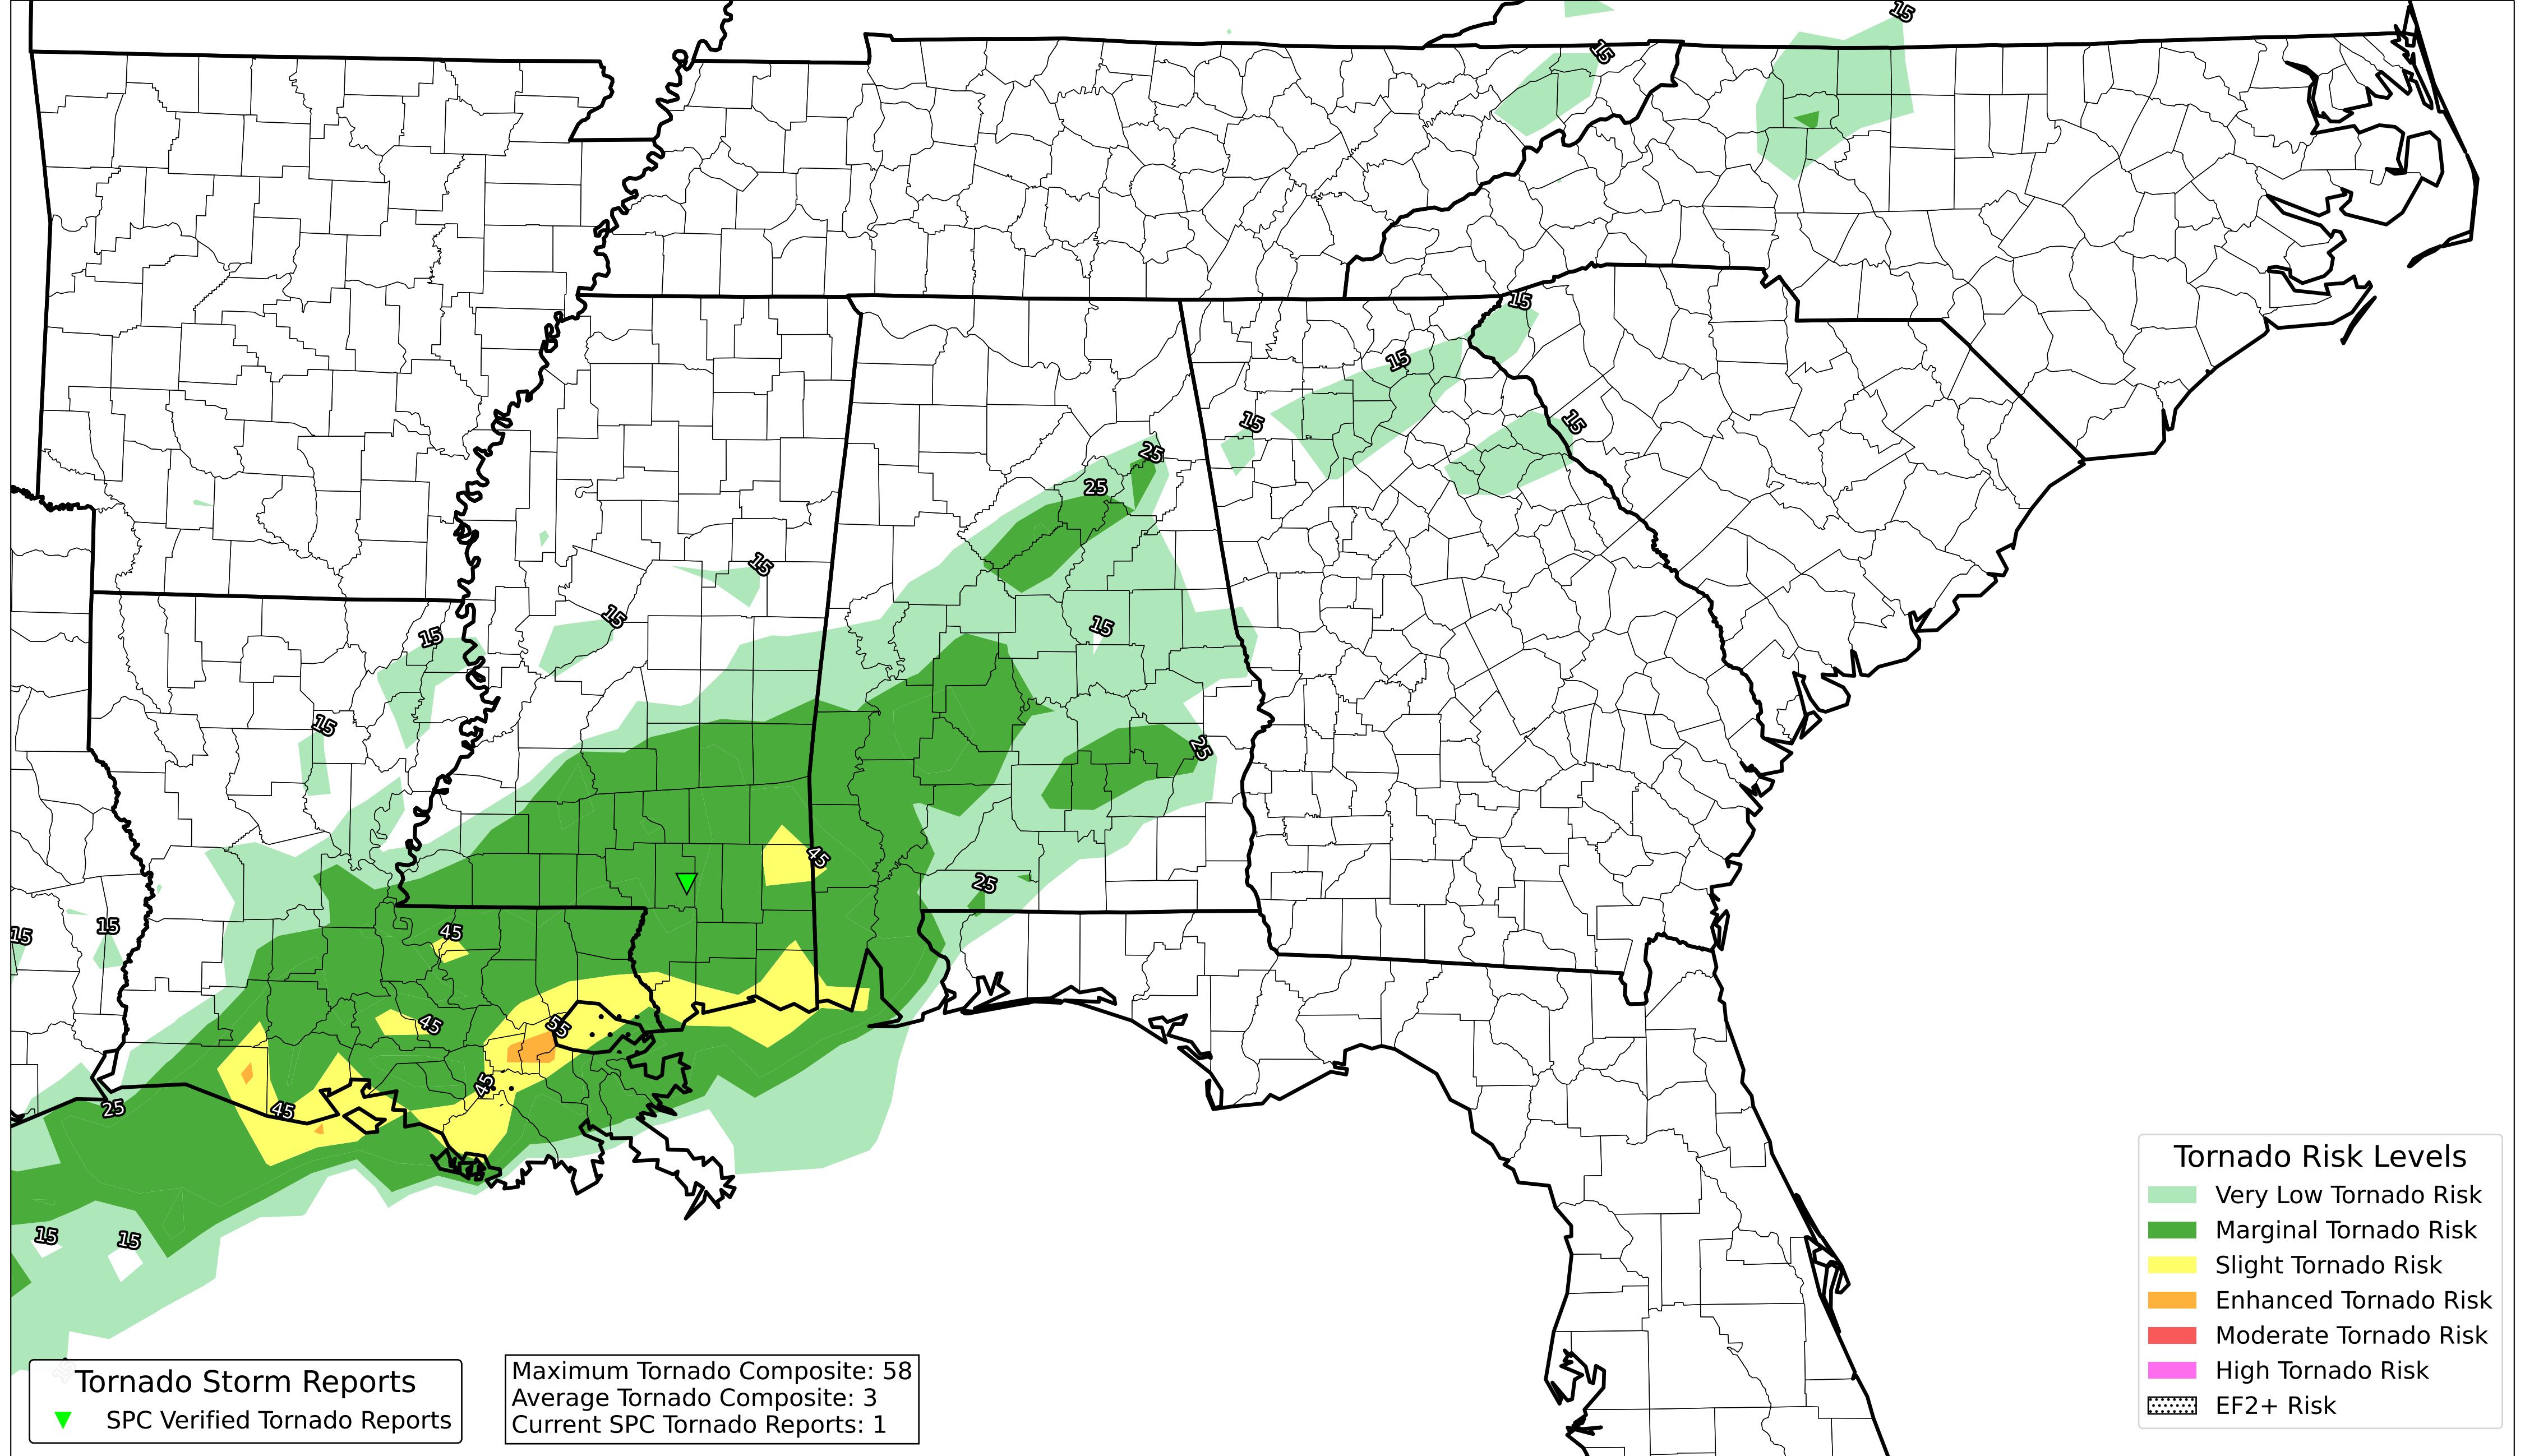 15
15
15
15
15
15
25
25
15
15
15
15
15
25
15
45
25
15
45
15
45
55
45
45
25
15
15
Tornado Risk Levels
Very Low Tornado Risk
Marginal Tornado Risk
Slight Tornado Risk
Enhanced Tornado Risk
Moderate Tornado Risk
High Tornado Risk
EF2+ Risk
Tornado Storm Reports
SPC Verified Tornado Reports
Maximum Tornado Composite: 58
Average Tornado Composite: 3
Current SPC Tornado Reports: 1